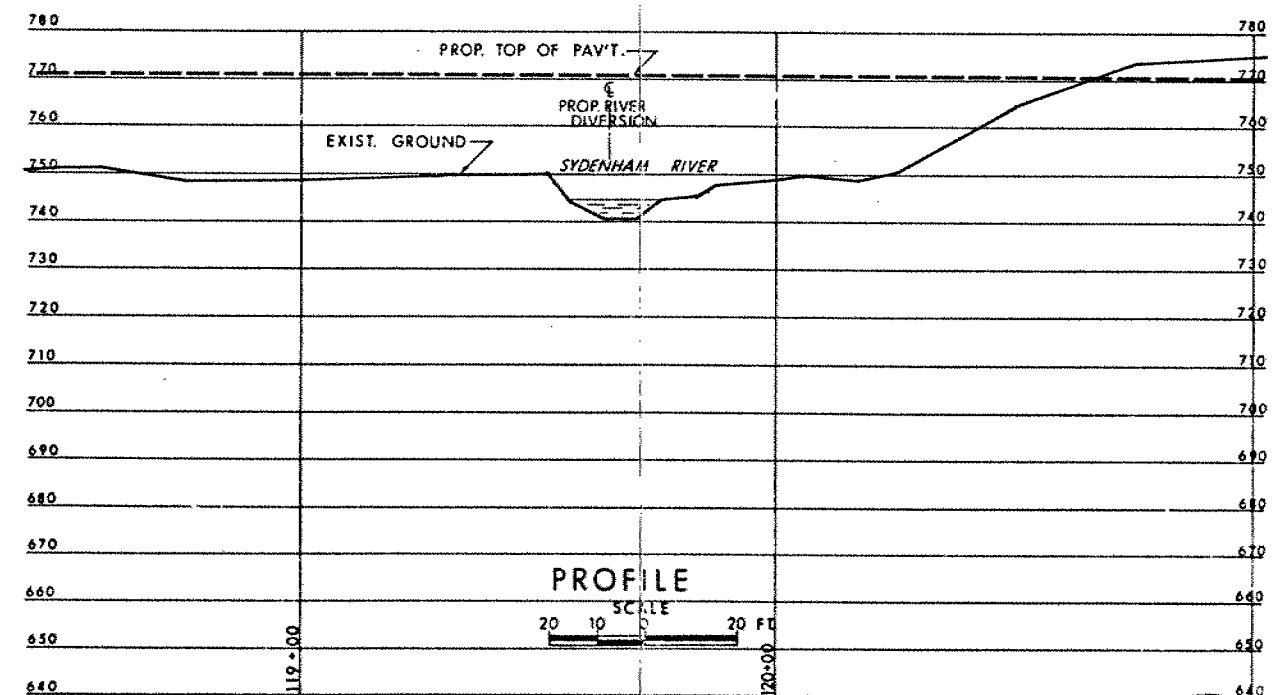 780 780
PROP. TOP OF PAV'T.
770 770
℄
PROP. RIVER
DIVERSION
760 760
EXIST. GROUND
SYDENHAM RIVER
750 750
740 740
730 730
720 720
710 710
700 700
690 690
680 680
670 670
PROFILE
660 660
SCALE
20 10 0 20 FT
650 650
119+00
120+00
640 640